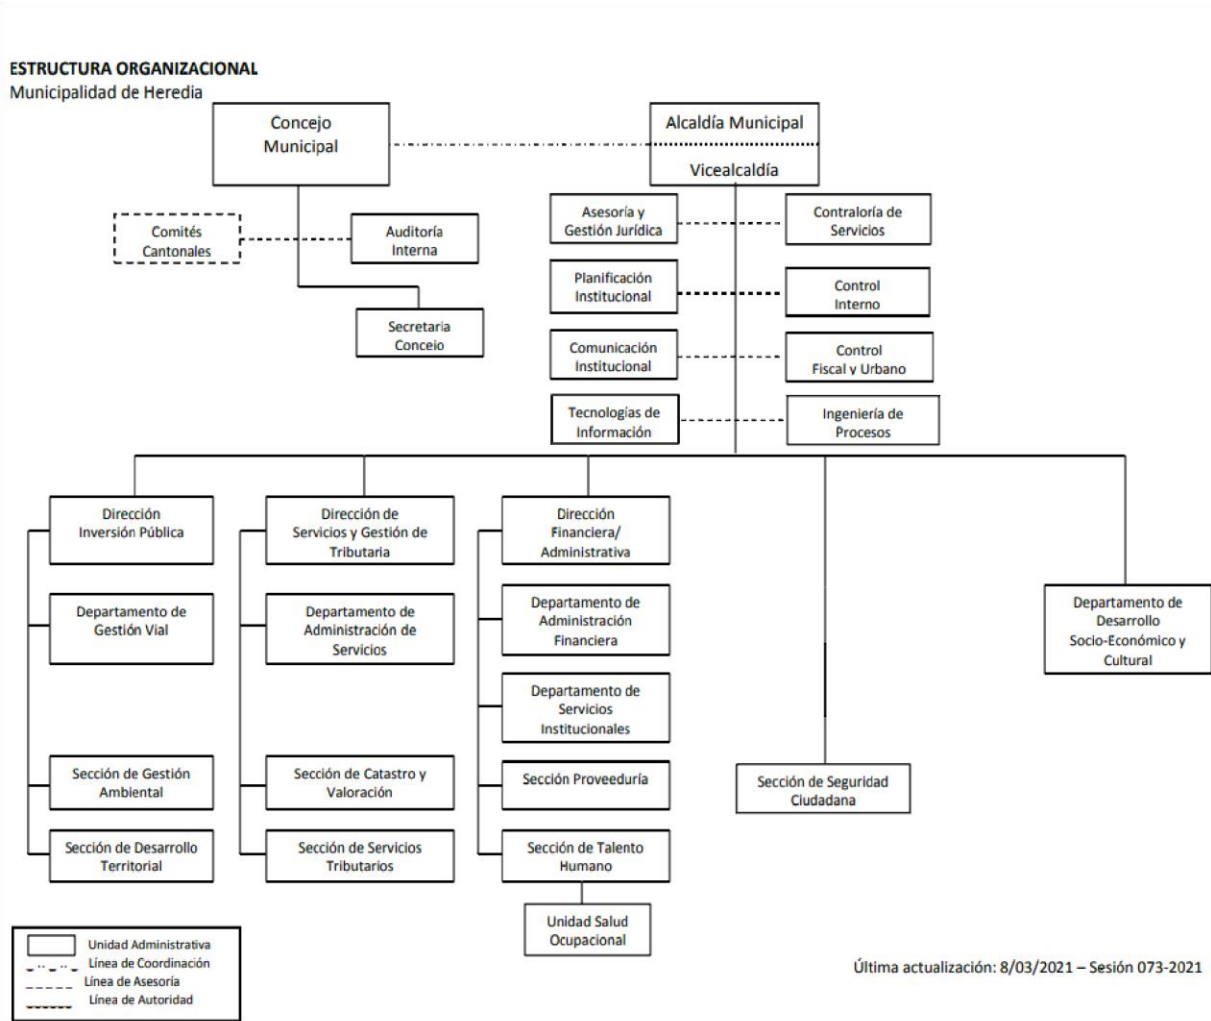 ESTRUCTURA ORGANIZACIONAL
Municipalidad de Heredia
Concejo
Municipal
Alcaldía Municipal
Vicealcaldía
Comités
Cantonales
Auditoría
Interna
Secretaria
Conceio
Asesoría y
Gestión Jurídica
Contraloría de
Servicios
Planificación
Institucional
Control
Interno
Comunicación
Institucional
Control
Fiscal y Urbano
Tecnologías de
Información
Ingeniería de
Procesos
Dirección
Inversión Pública
Departamento de
Gestión Vial
Sección de Gestión
Ambiental
Sección de Desarrollo
Territorial
Dirección de
Servicios y Gestión de
Tributaria
Departamento de
Administración de
Servicios
Sección de Catastro y
Valoración
Sección de Servicios
Tributarios
Dirección
Financiera/
Administrativa
Departamento de
Administración
Financiera
Departamento de
Servicios
Institucionales
Sección Proveeduría
Sección de Talento
Humano
Unidad Salud
Ocupacional
Sección de Seguridad
Ciudadana
Departamento de
Desarrollo
Socio-Económico y
Cultural
Unidad Administrativa
Línea de Coordinación
Línea de Asesoría
Línea de Autoridad
Última actualización: 8/03/2021 – Sesión 073-2021